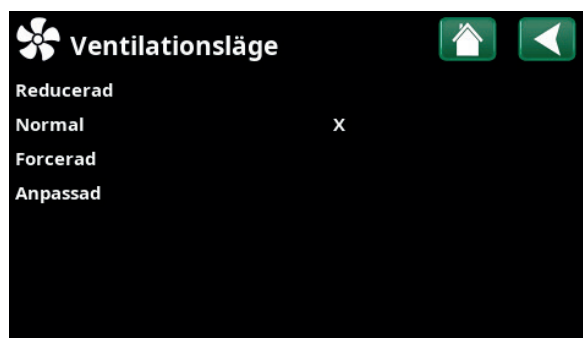 Ventilationsläge
Reducerad
Normal X
Forcerad
Anpassad